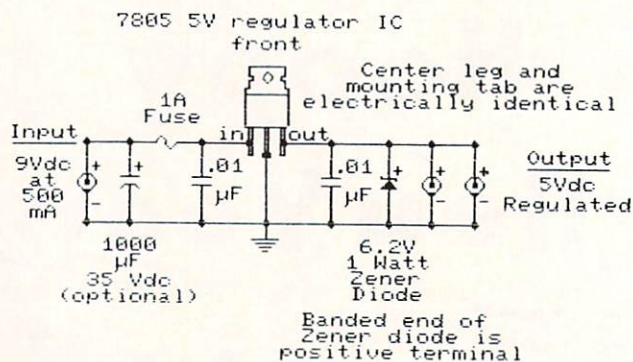 7805 5V regulator IC
front
Center leg and
mounting tab are
electrically identical
1A
Fuse
Input
in
out
9Vdc
at
500
mA
+
-
+
.01
µF
.01
µF
+
+
-
+
-
Output
5Vdc
Regulated
1000
µF
35 Vdc
(optional)
6.2V
1 Watt
Zener
Diode
Banded end of
Zener diode is
positive terminal